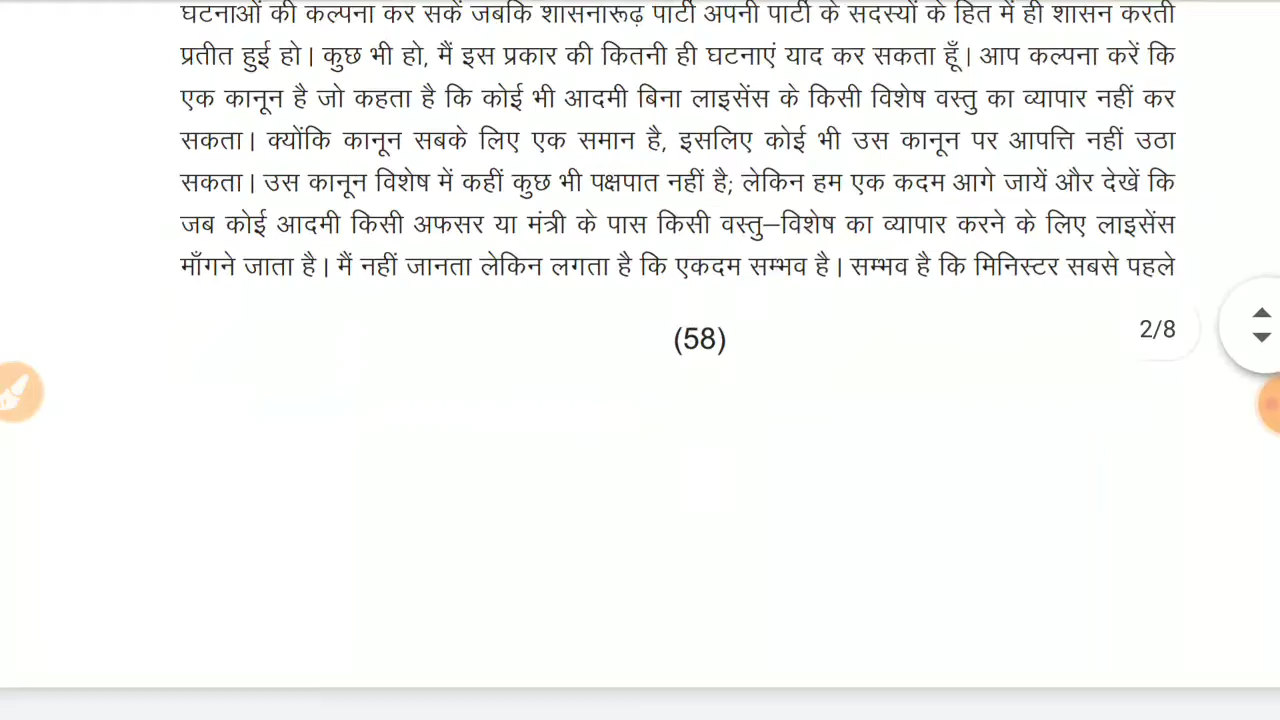 घटनाओं की कल्पना कर सकें जबकि शासनारूढ़ पार्टी अपनी पार्टी के सदस्यों के हित में ही शासन करती
प्रतीत हुई हो। कुछ भी हो, मैं इस प्रकार की कितनी ही घटनाएं याद कर सकता हूँ। आप कल्पना करें कि
एक कानून है जो कहता है कि कोई भी आदमी बिना लाइसेंस के किसी विशेष वस्तु का व्यापार नहीं कर
सकता। क्योंकि कानून सबके लिए एक समान है, इसलिए कोई भी उस कानून पर आपत्ति नहीं उठा
सकता। उस कानून विशेष में कहीं कुछ भी पक्षपात नहीं है; लेकिन हम एक कदम आगे जायें और देखें कि
जब कोई आदमी किसी अफसर या मंत्री के पास किसी वस्तु–विशेष का व्यापार करने के लिए लाइसेंस
माँगने जाता है। मैं नहीं जानता लेकिन लगता है कि एकदम सम्भव है। सम्भव है कि मिनिस्टर सबसे पहले
(58)
2/8